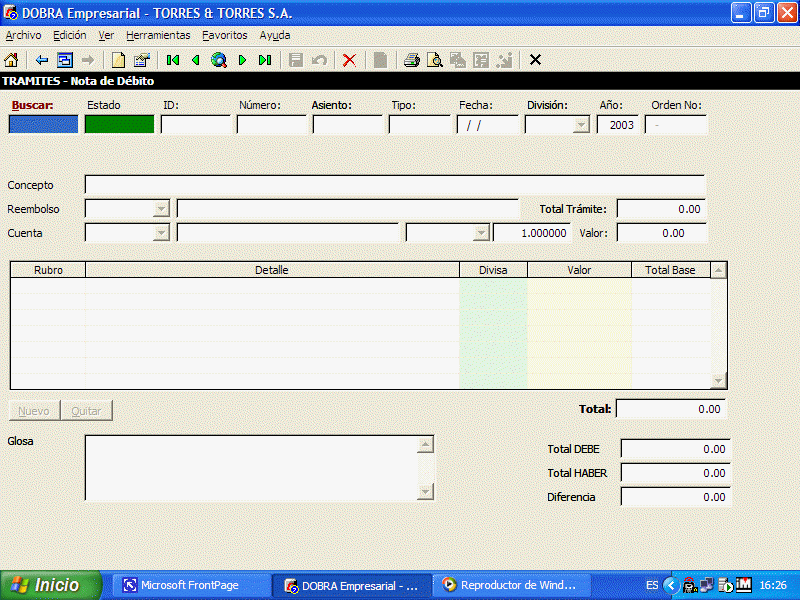 DOBRA Empresarial - TORRES & TORRES S.A.
Archivo Edición Ver Herramientas Favoritos Ayuda
TRAMITES - Nota de Débito
Buscar: Estado ID: Número: Asiento: Tipo: Fecha: División: Año: Orden No:
/ / 2003 -
Concepto
Reembolso Total Trámite: 0.00
Cuenta 1.000000 Valor: 0.00
Rubro Detalle Divisa Valor Total Base
Nuevo Quitar Total: 0.00
Glosa
Total DEBE 0.00
Total HABER 0.00
Diferencia 0.00
Inicio Microsoft FrontPage DOBRA Empresarial - ... Reproductor de Wind... ES 16:26